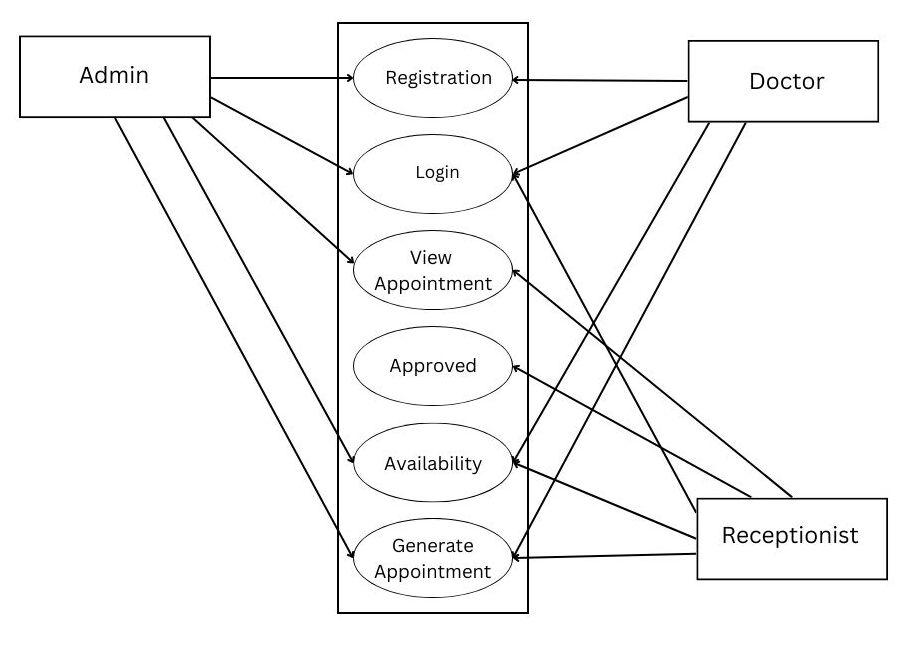 Admin
Registration
Doctor
Login
View
Appointment
Approved
Availability
Generate
Appointment
Receptionist